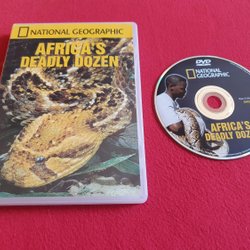 NATIONAL GEOGRAPHIC
AFRICA'S
DEADLY DOZEN
DVD
NATIONAL
GEOGRAPHIC
AFRICA'S
DEADLY DOZEN